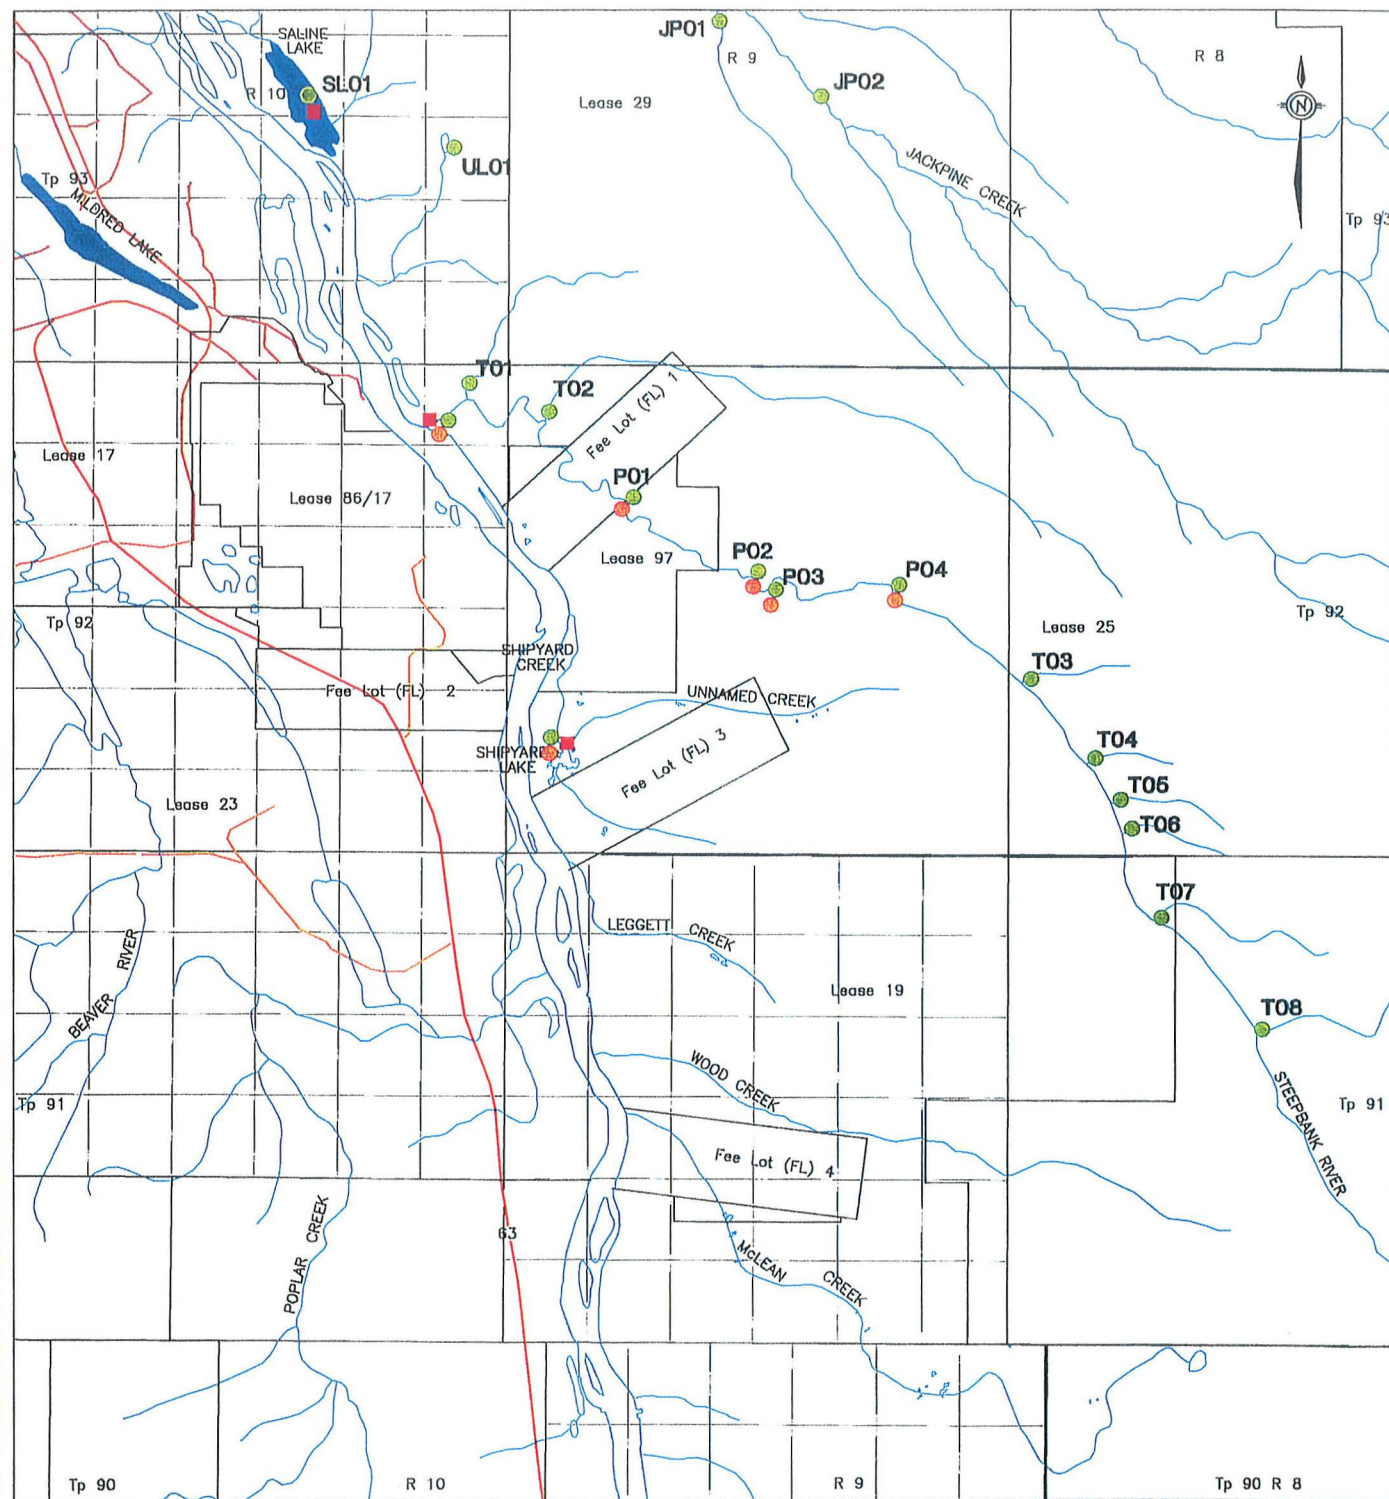 SALINE
LAKE
JP01
R 9
R 8
R 10
SL01
Lease 29
JP02
N
UL01
JACKPINE CREEK
Tp 93
MILDRED LAKE
Tp 93
T01
T02
Fee Lot (FL) 1
Lease 17
Lease 86/17
P01
Lease 97
P02
P03
P04
Tp 92
Tp 92
Lease 25
SHIPYARD
CREEK
T03
Fee Lot (FL) 2
UNNAMED CREEK
SHIPYARD
LAKE
Fee Lot (FL) 3
T04
T05
T06
Lease 23
T07
LEGGETT CREEK
BEAVER RIVER
Lease 19
T08
WOOD CREEK
STEEPBANK RIVER
Tp 91
Tp 91
Fee Lot (FL) 4
63
POPLAR CREEK
McLEAN CREEK
Tp 90
R 10
R 9
Tp 90 R 8